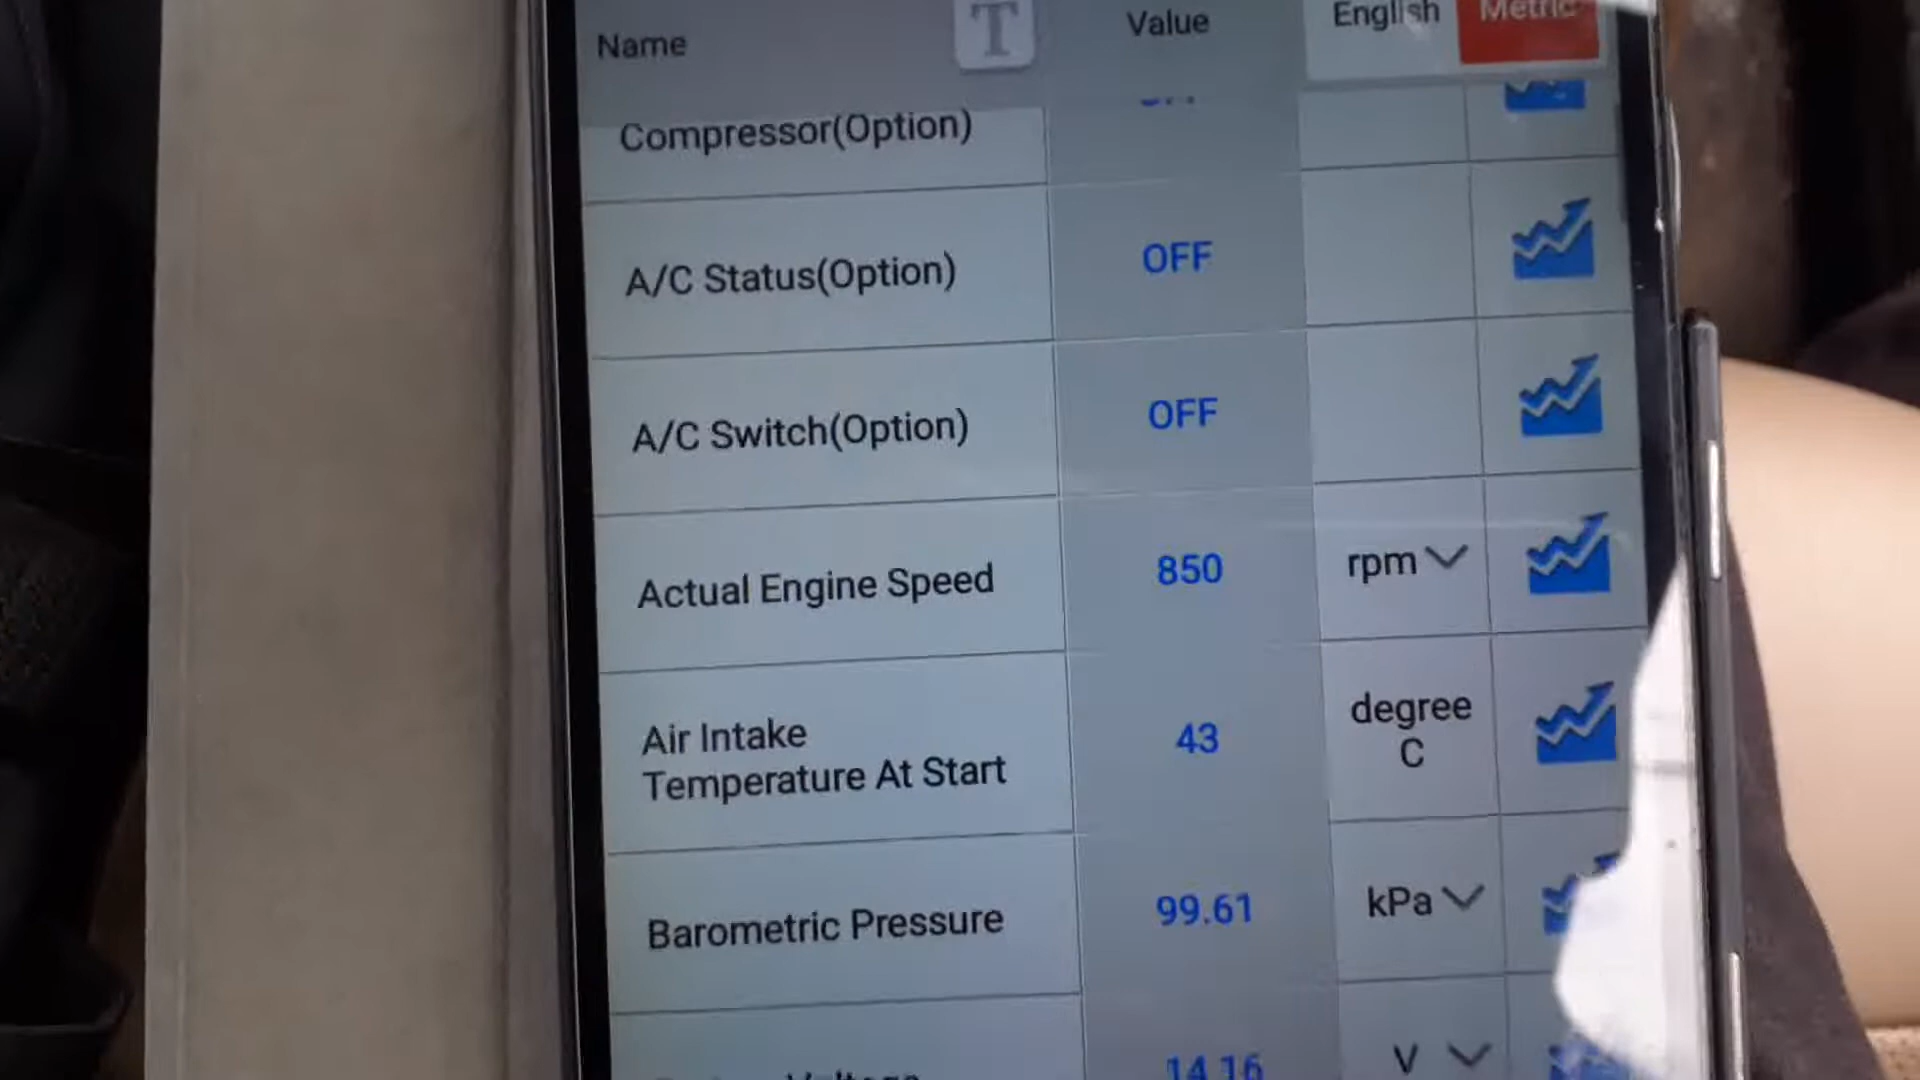 Name T Value English Metric
Compressor(Option)
A/C Status(Option) OFF
A/C Switch(Option) OFF
Actual Engine Speed 850 rpm
Air Intake
Temperature At Start 43 degree
C
Barometric Pressure 99.61 kPa
Voltage 14.16 V